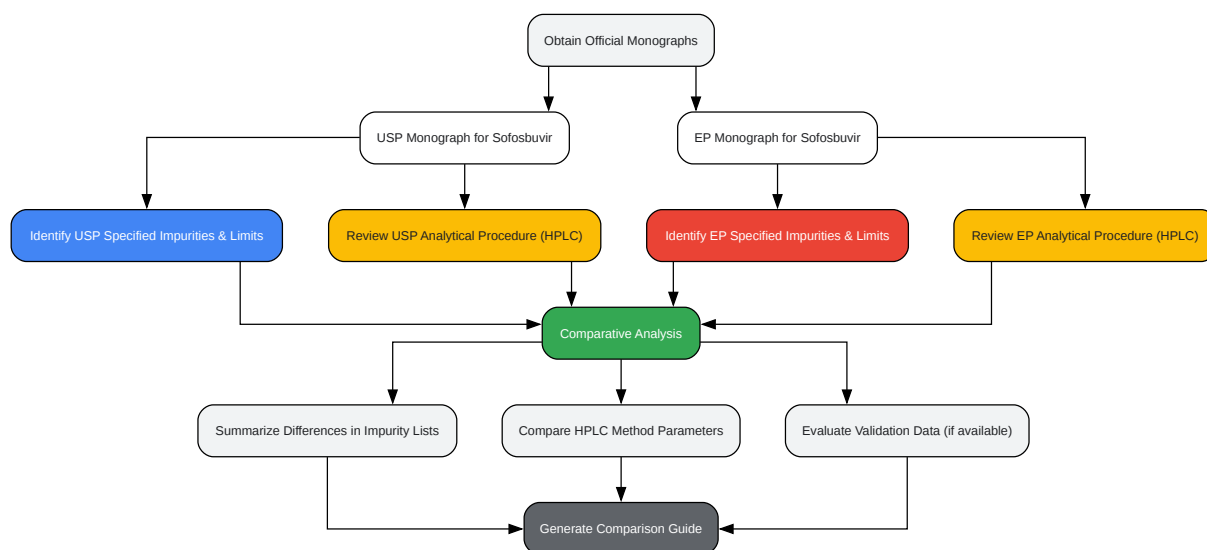 Obtain Official Monographs
USP Monograph for Sofosbuvir
EP Monograph for Sofosbuvir
Identify USP Specified Impurities & Limits
Review USP Analytical Procedure (HPLC)
Identify EP Specified Impurities & Limits
Review EP Analytical Procedure (HPLC)
Comparative Analysis
Summarize Differences in Impurity Lists
Compare HPLC Method Parameters
Evaluate Validation Data (if available)
Generate Comparison Guide